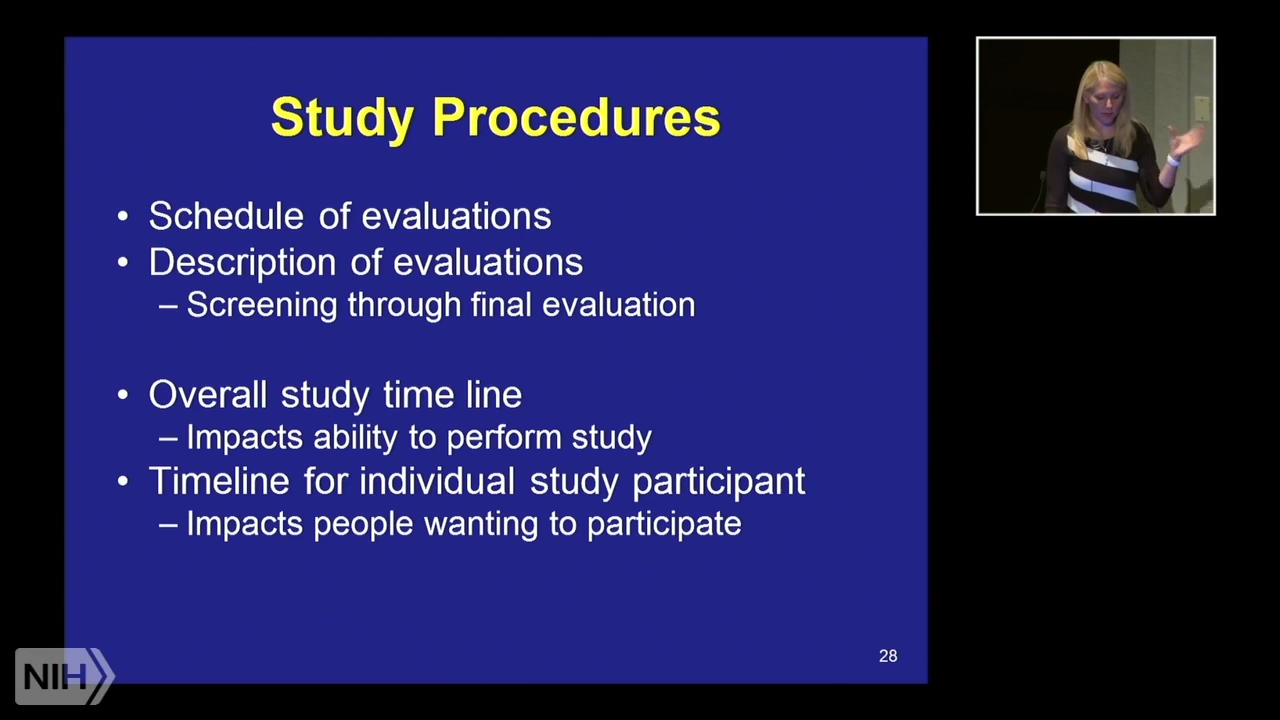 Study Procedures
• Schedule of evaluations
• Description of evaluations
– Screening through final evaluation
• Overall study time line
– Impacts ability to perform study
• Timeline for individual study participant
– Impacts people wanting to participate
28
NIH